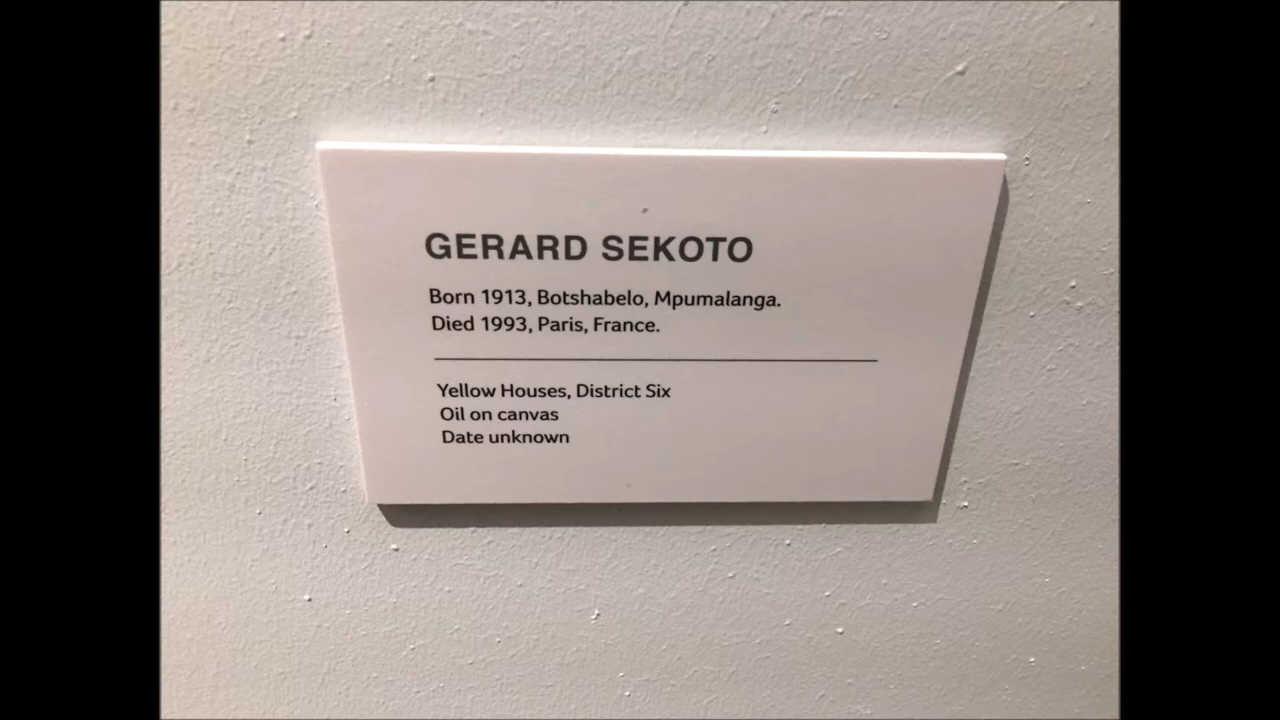 GERARD SEKOTO
Born 1913, Botshabelo, Mpumalanga.
Died 1993, Paris, France.
Yellow Houses, District Six
Oil on canvas
Date unknown